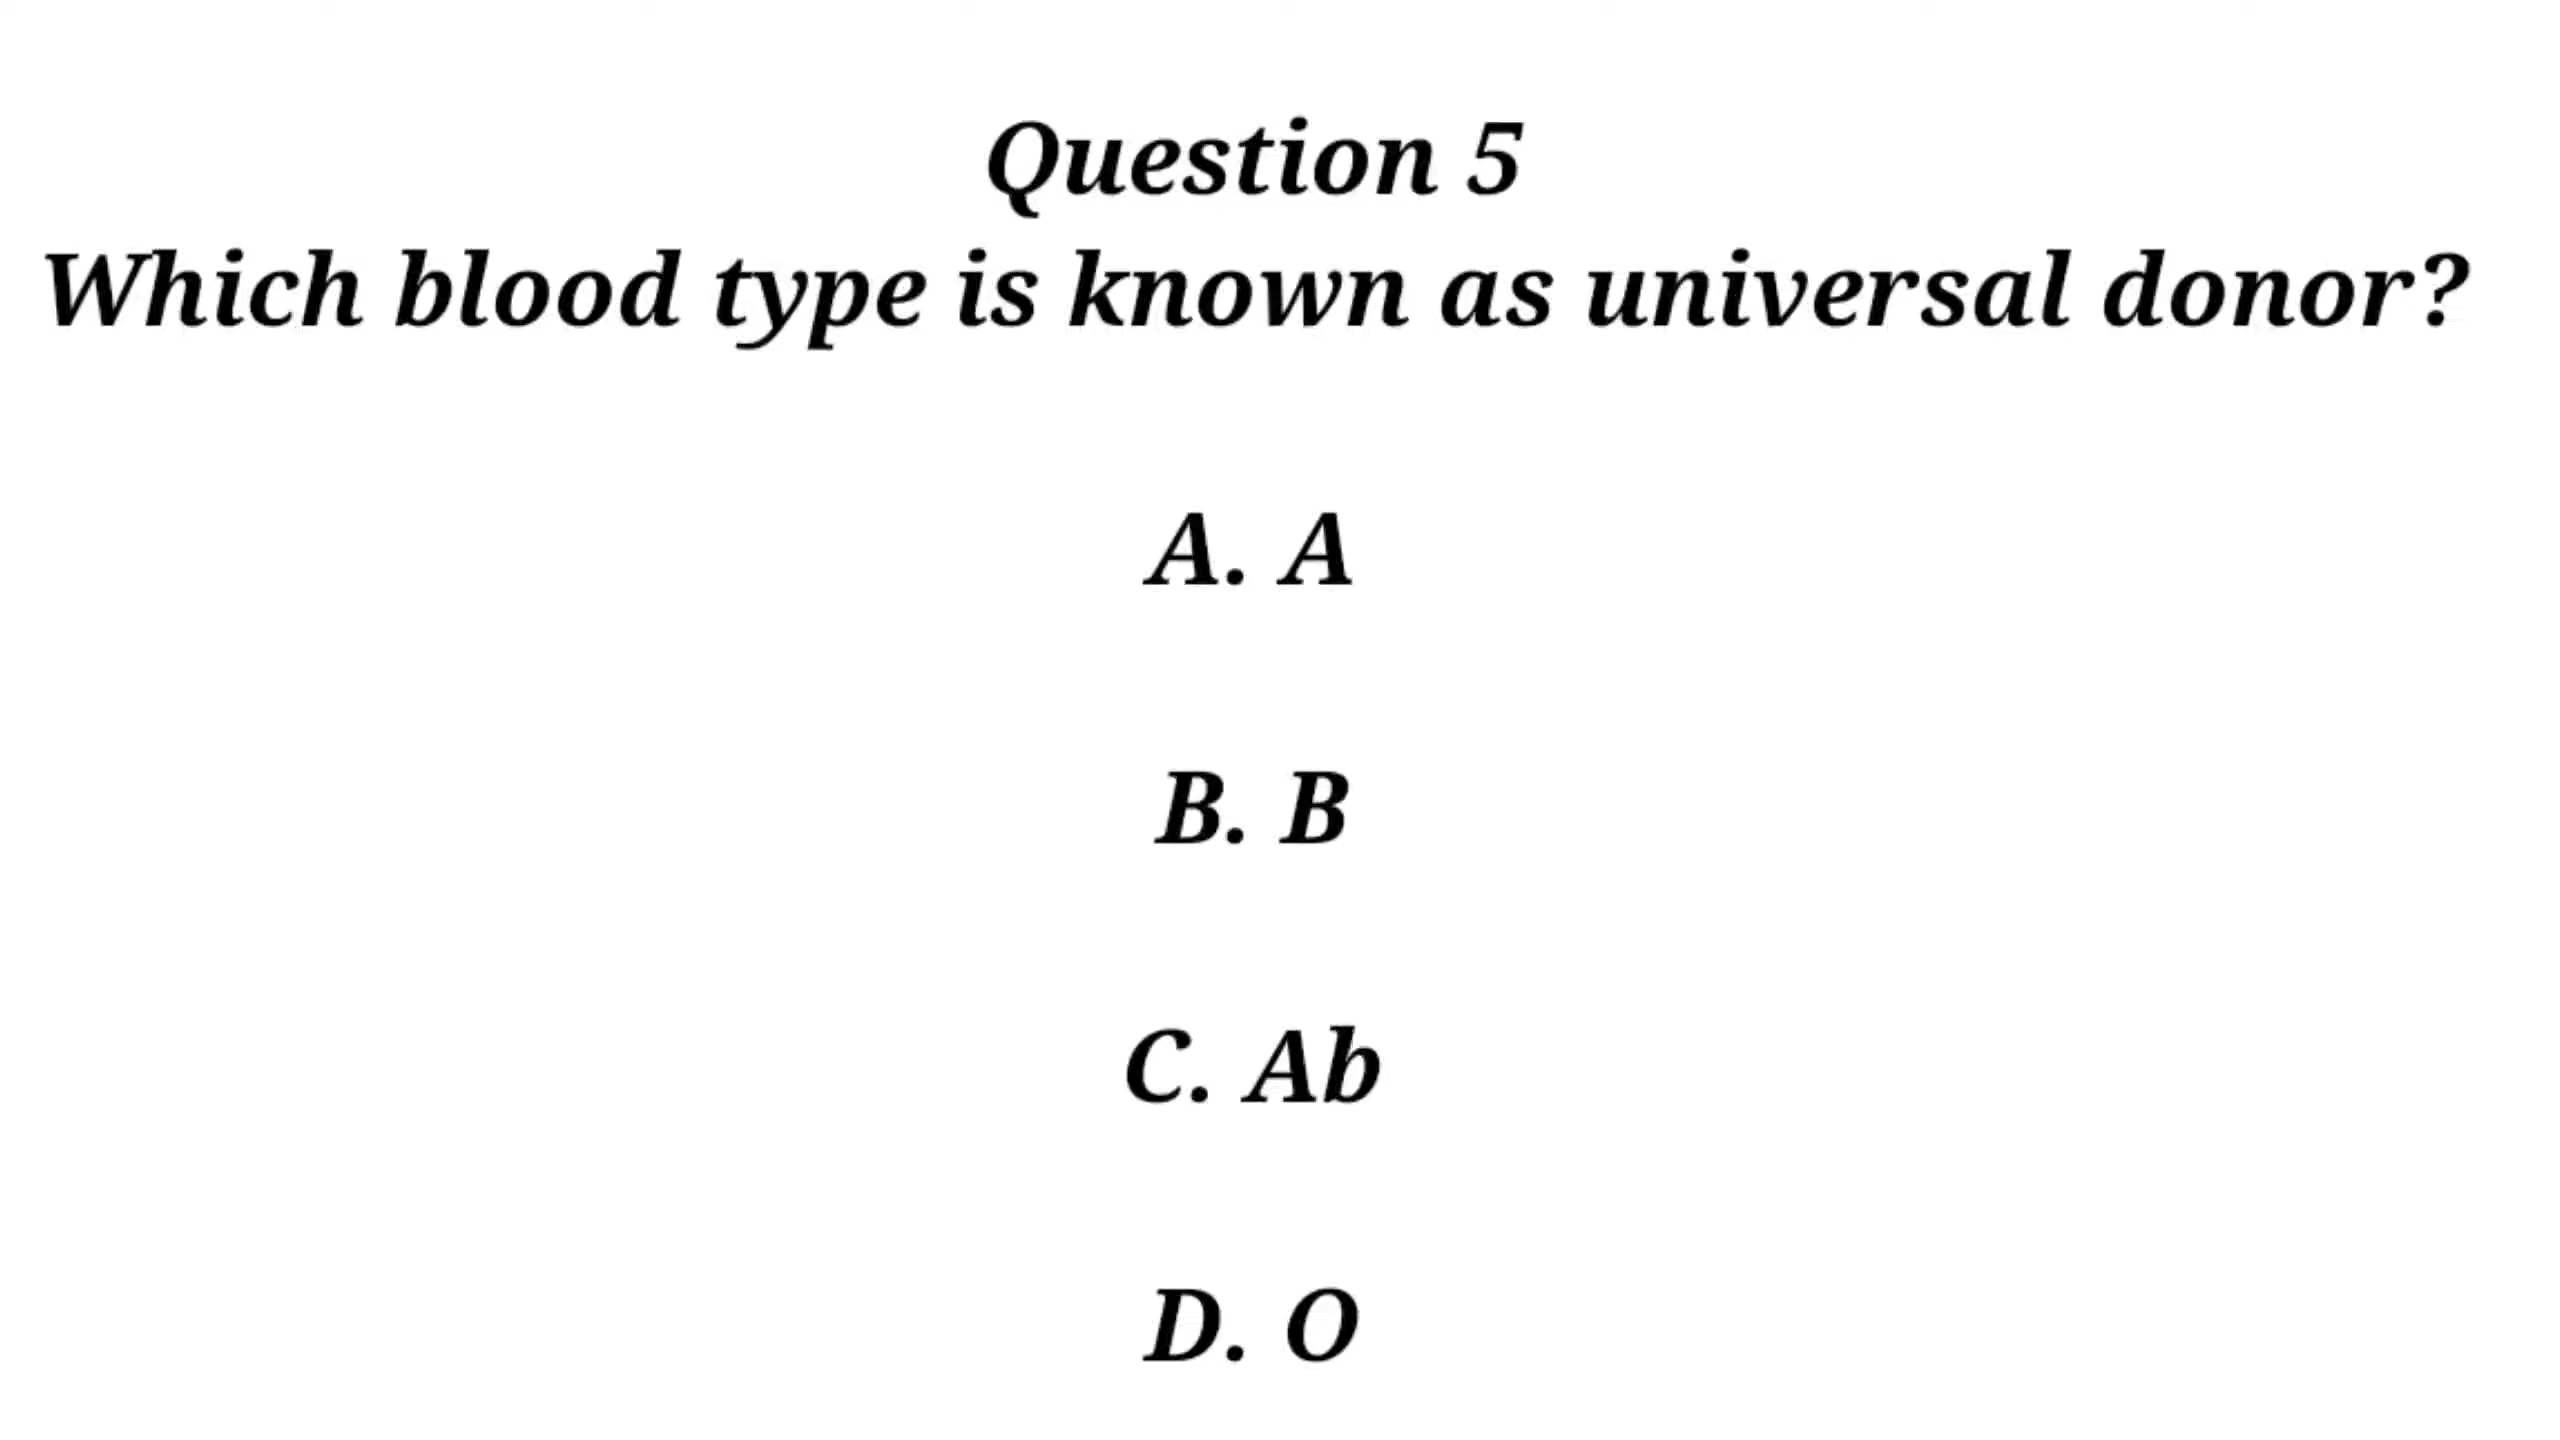 Question 5
Which blood type is known as universal donor?
A. A
B. B
C. Ab
D. O